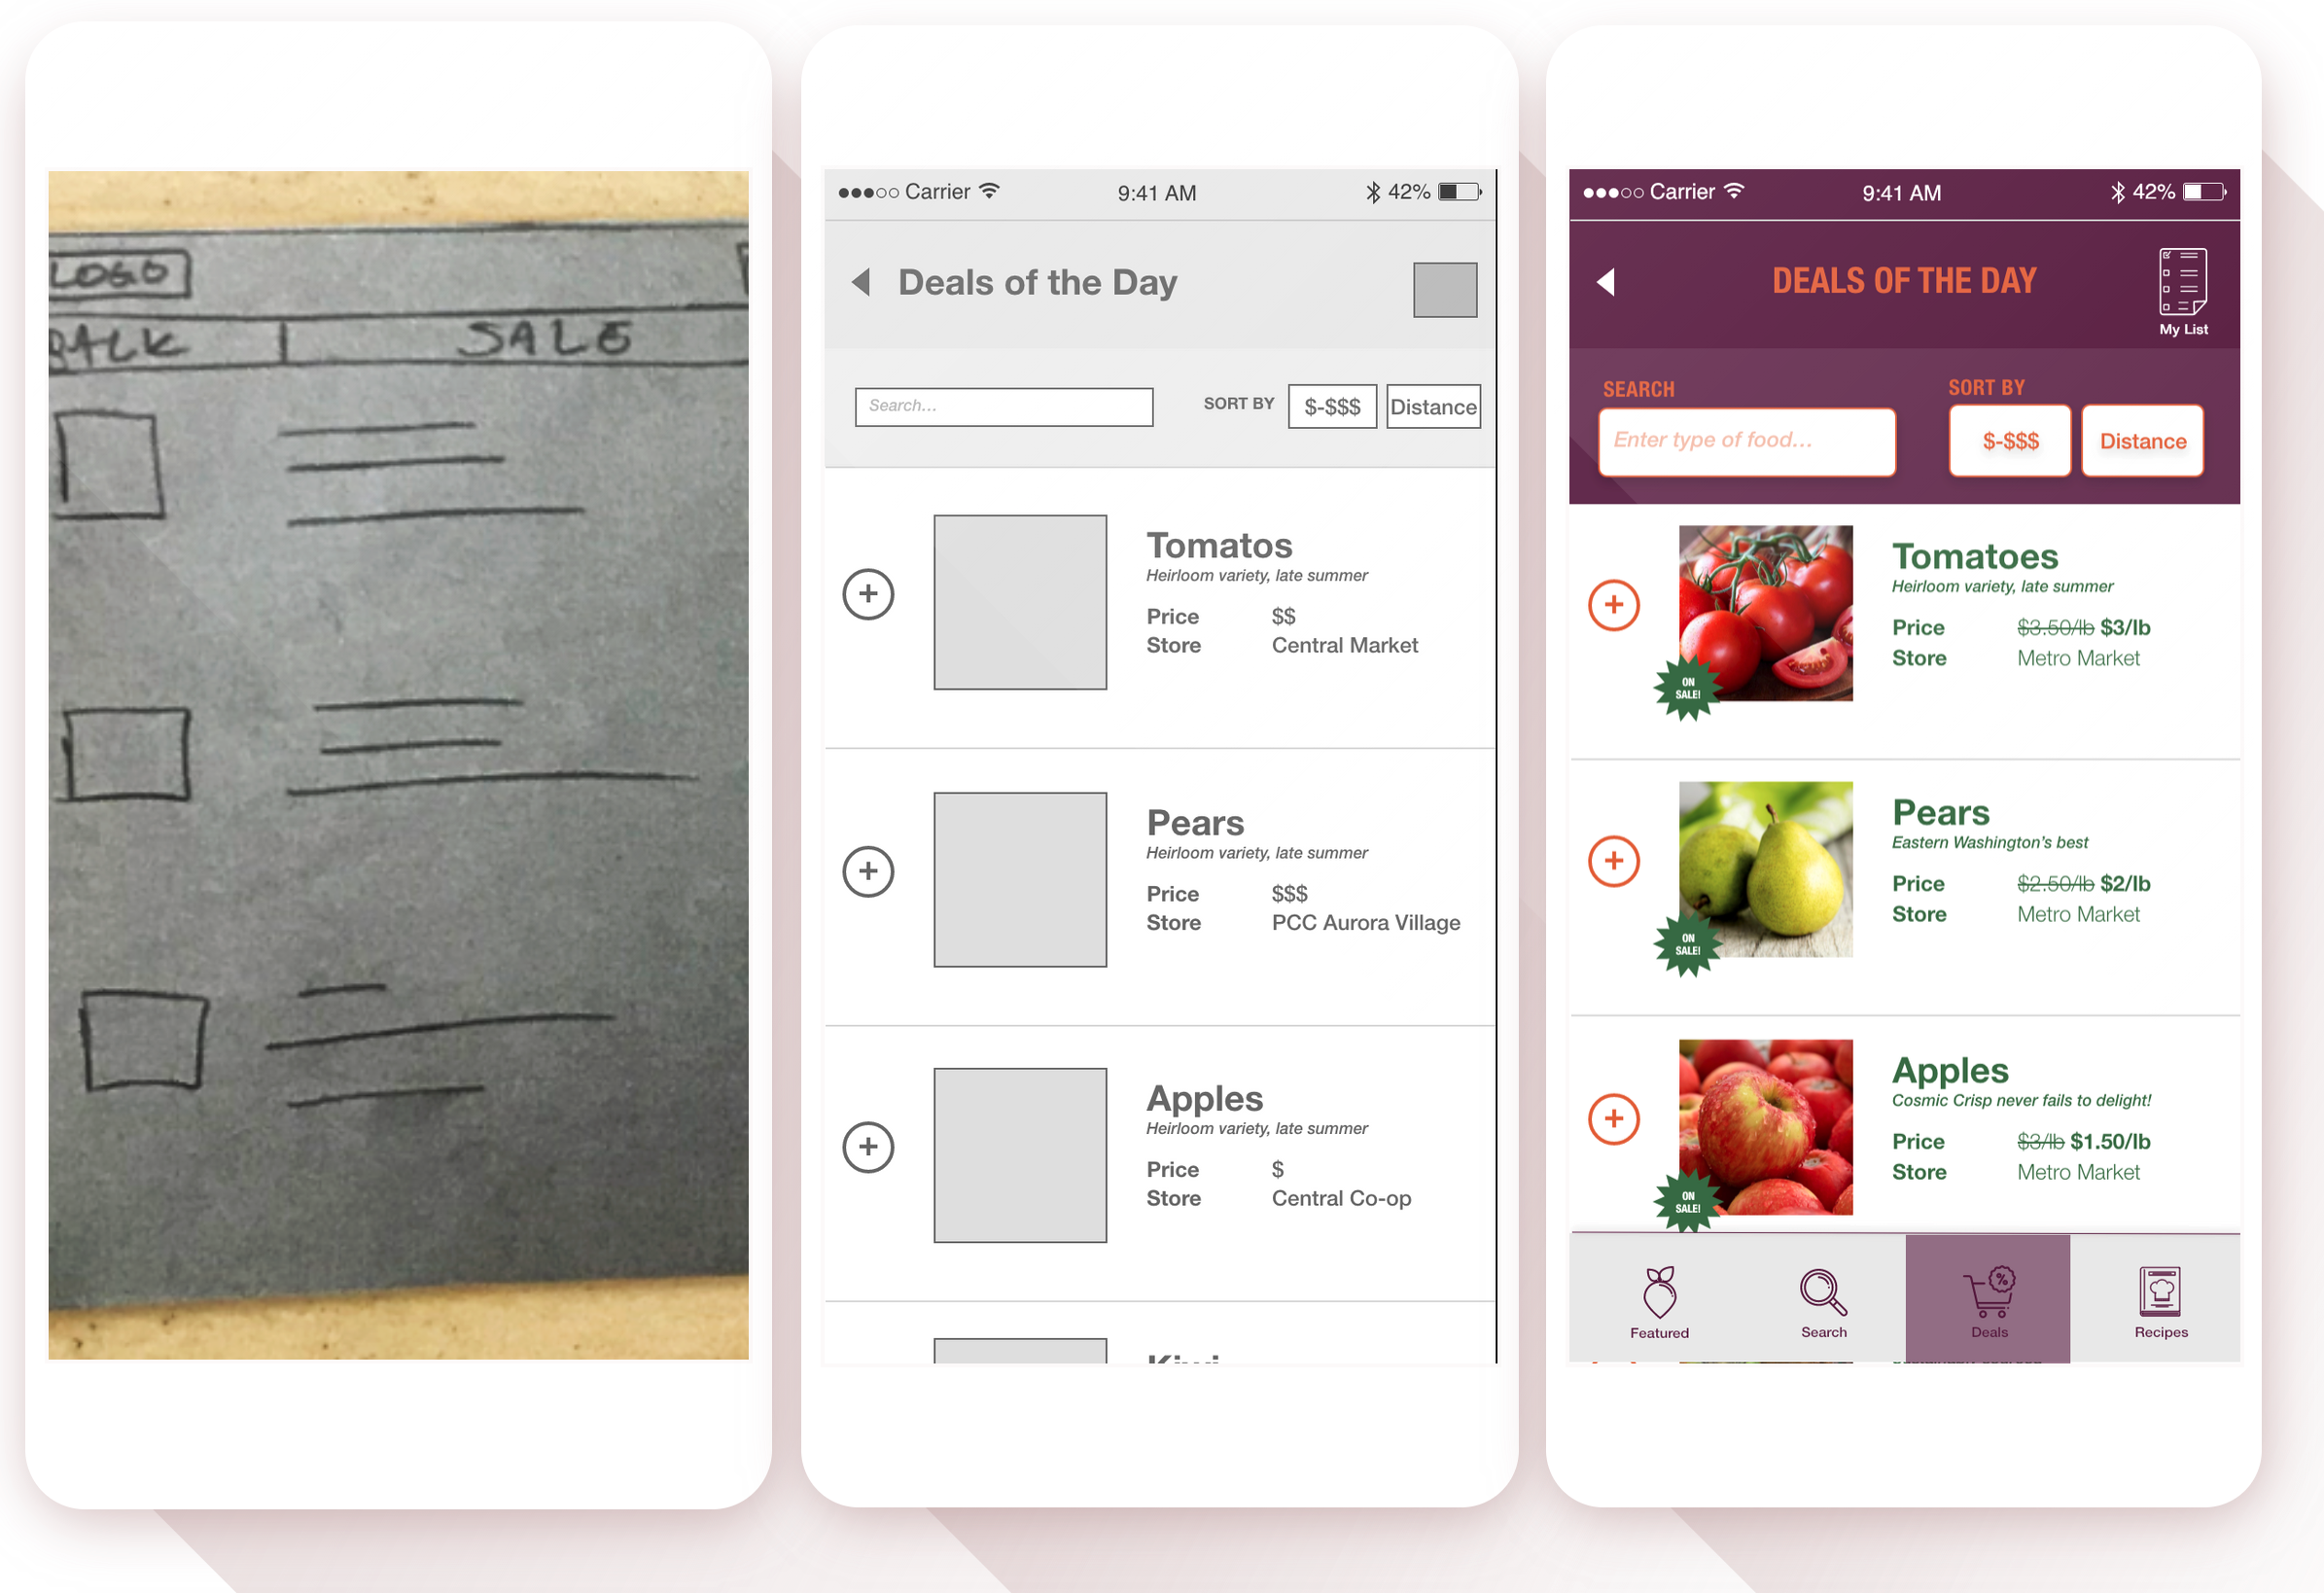 LOGO
SALE
Carrier 9:41 AM 42%
Deals of the Day
Search... SORT BY $-$$$ Distance
+
Tomatos
Heirloom variety, late summer
Price $$
Store Central Market
+
Pears
Heirloom variety, late summer
Price $$$
Store PCC Aurora Village
+
Apples
Heirloom variety, late summer
Price $
Store Central Co-op
Kiwi
Carrier 9:41 AM 42%
DEALS OF THE DAY
My List
SEARCH SORT BY
Enter type of food... $-$$$ Distance
+
Tomatoes
Heirloom variety, late summer
Price $3.50/lb $3/lb
Store Metro Market
ON
SALE!
+
Pears
Eastern Washington's best
Price $2.50/lb $2/lb
Store Metro Market
ON
SALE!
+
Apples
Cosmic Crisp never fails to delight!
Price $3/lb $1.50/lb
Store Metro Market
ON
SALE!
%
Featured Search Deals Recipes